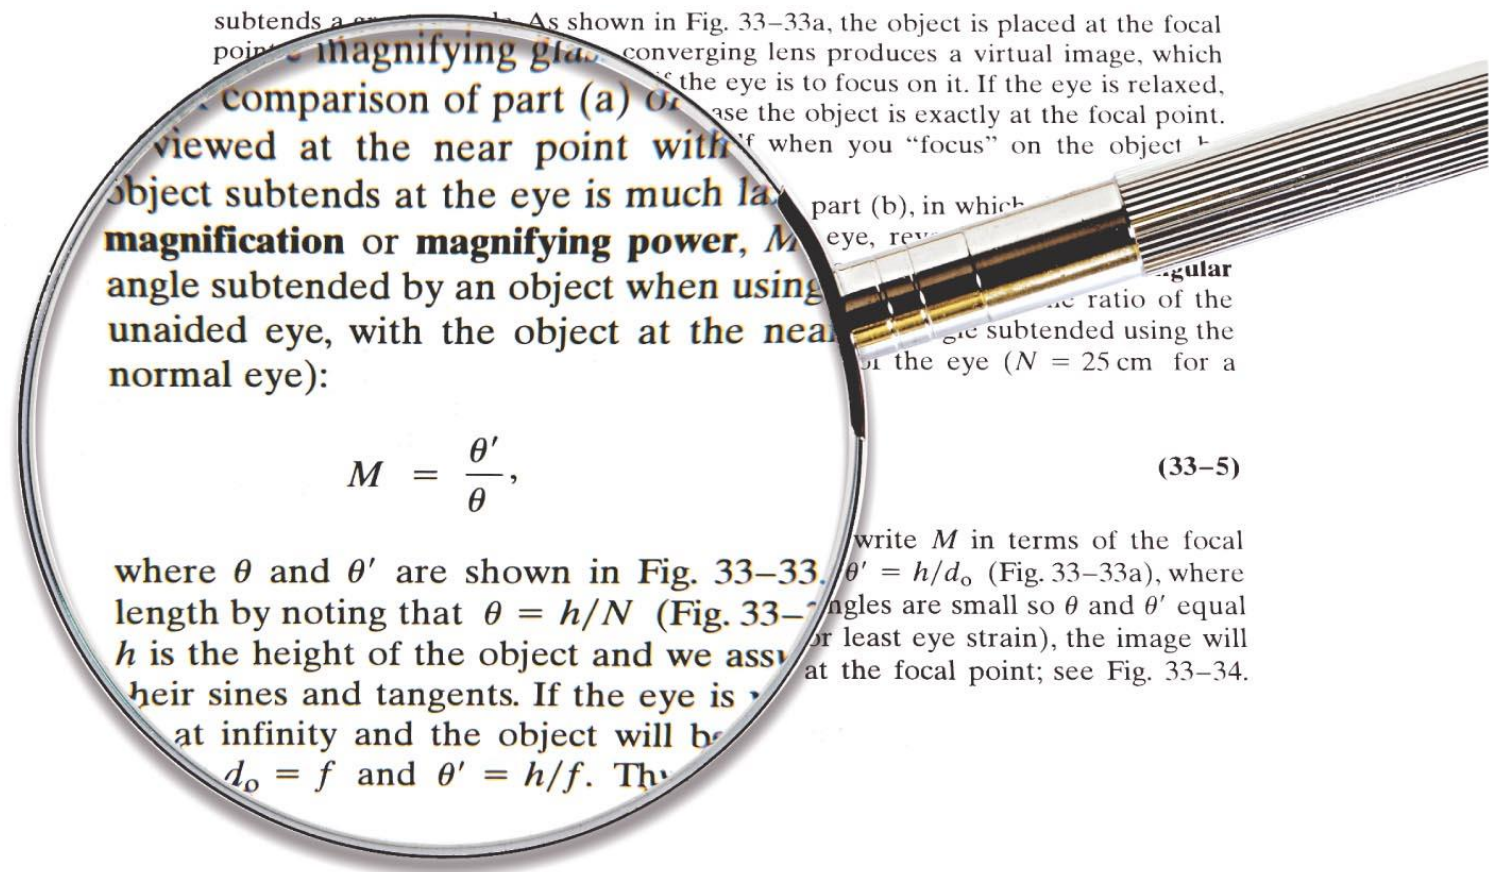 subtends a As shown in Fig. 33–33a, the object is placed at the focal
magnifying converging lens produces a virtual image, which
the eye is to focus on it. If the eye is relaxed,
comparison of part (a) the object is exactly at the focal point.
viewed at the near point with when you “focus” on the object
object subtends at the eye is much part (b), in which
magnification or magnifying power, M eye,
angle subtended by an object when using
ratio of the
unaided eye, with the object at the near subtended using the
normal eye): the eye (N = 25 cm for a
M = θ′/θ, (33–5)
write M in terms of the focal
where θ and θ′ are shown in Fig. 33–33. θ′ = h/dₒ (Fig. 33–33a), where
length by noting that θ = h/N (Fig. 33– angles are small so θ and θ′ equal
h is the height of the object and we or least eye strain), the image will
their sines and tangents. If the eye is at the focal point; see Fig. 33–34.
at infinity and the object will be
dₒ = f and θ′ = h/f.